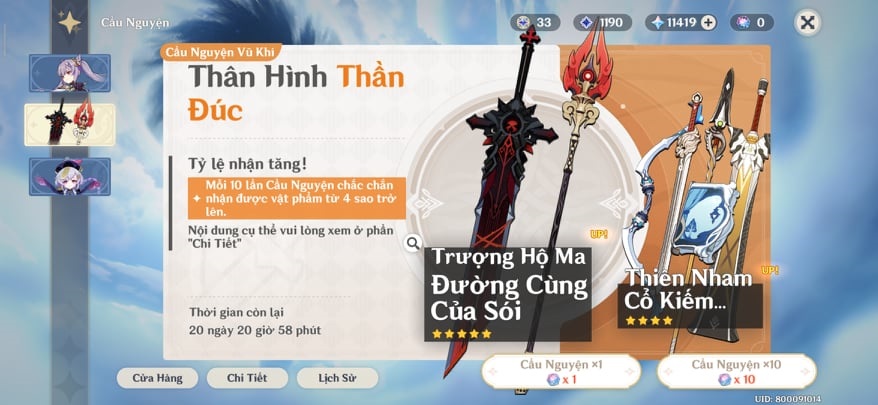 Cầu Nguyện
33
1190
11419
0
Cầu Nguyện Vũ Khí
Thân Hình Thần
Đúc
Tỷ lệ nhận tăng!
Mỗi 10 lần Cầu Nguyện chắc chắn
nhận được vật phẩm từ 4 sao trở
lên.
Nội dung cụ thể vui lòng xem ở phần
"Chi Tiết"
Thời gian còn lại
20 ngày 20 giờ 58 phút
UP!
Trượng Hộ Ma
Đường Cùng
Của Sói
UP!
Thiên Nham
Cổ Kiếm...
Cửa Hàng
Chi Tiết
Lịch Sử
Cầu Nguyện ×1
x 1
Cầu Nguyện ×10
x 10
UID: 800091014